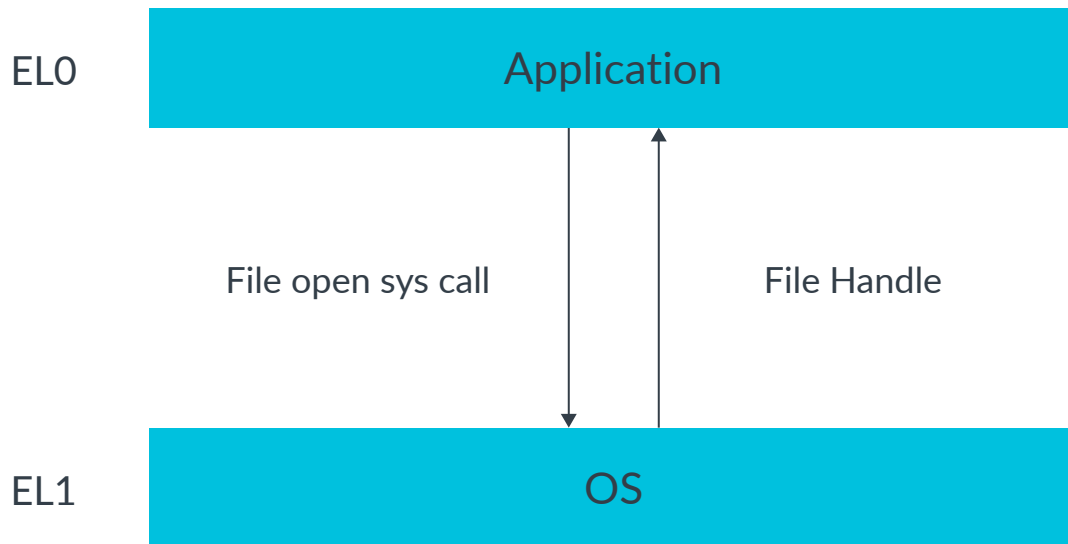 EL0
Application
File open sys call
File Handle
EL1
OS